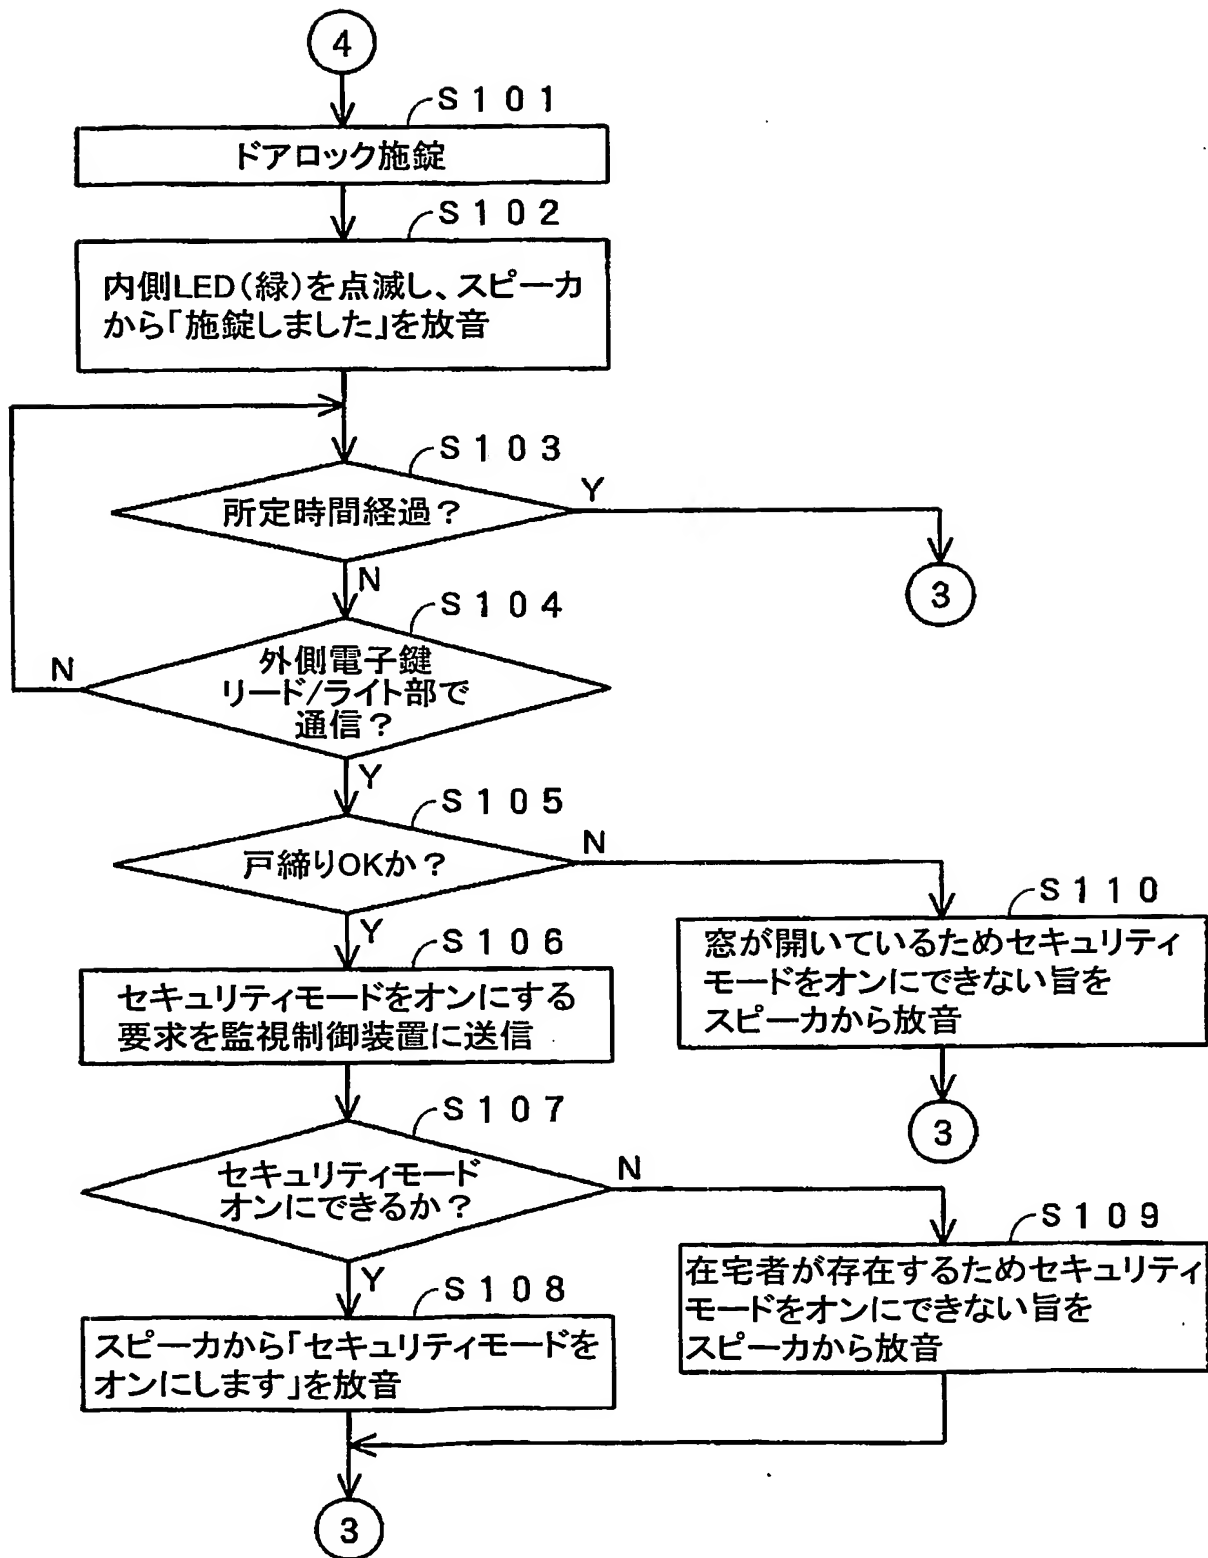 4
S101
ドアロック施錠
S102
内側LED(緑)を点滅し、スピーカ
から「施錠しました」を放音
S103
所定時間経過?
Y
3
N
S104
外側電子鍵
リード/ライト部で
通信?
N
Y
S105
戸締りOKか?
N
Y
S110
窓が開いているためセキュリティ
モードをオンにできない旨を
スピーカから放音
3
S106
セキュリティモードをオンにする
要求を監視制御装置に送信
S107
セキュリティモード
オンにできるか?
N
Y
S109
在宅者が存在するためセキュリティ
モードをオンにできない旨を
スピーカから放音
S108
スピーカから「セキュリティモードを
オンにします」を放音
3